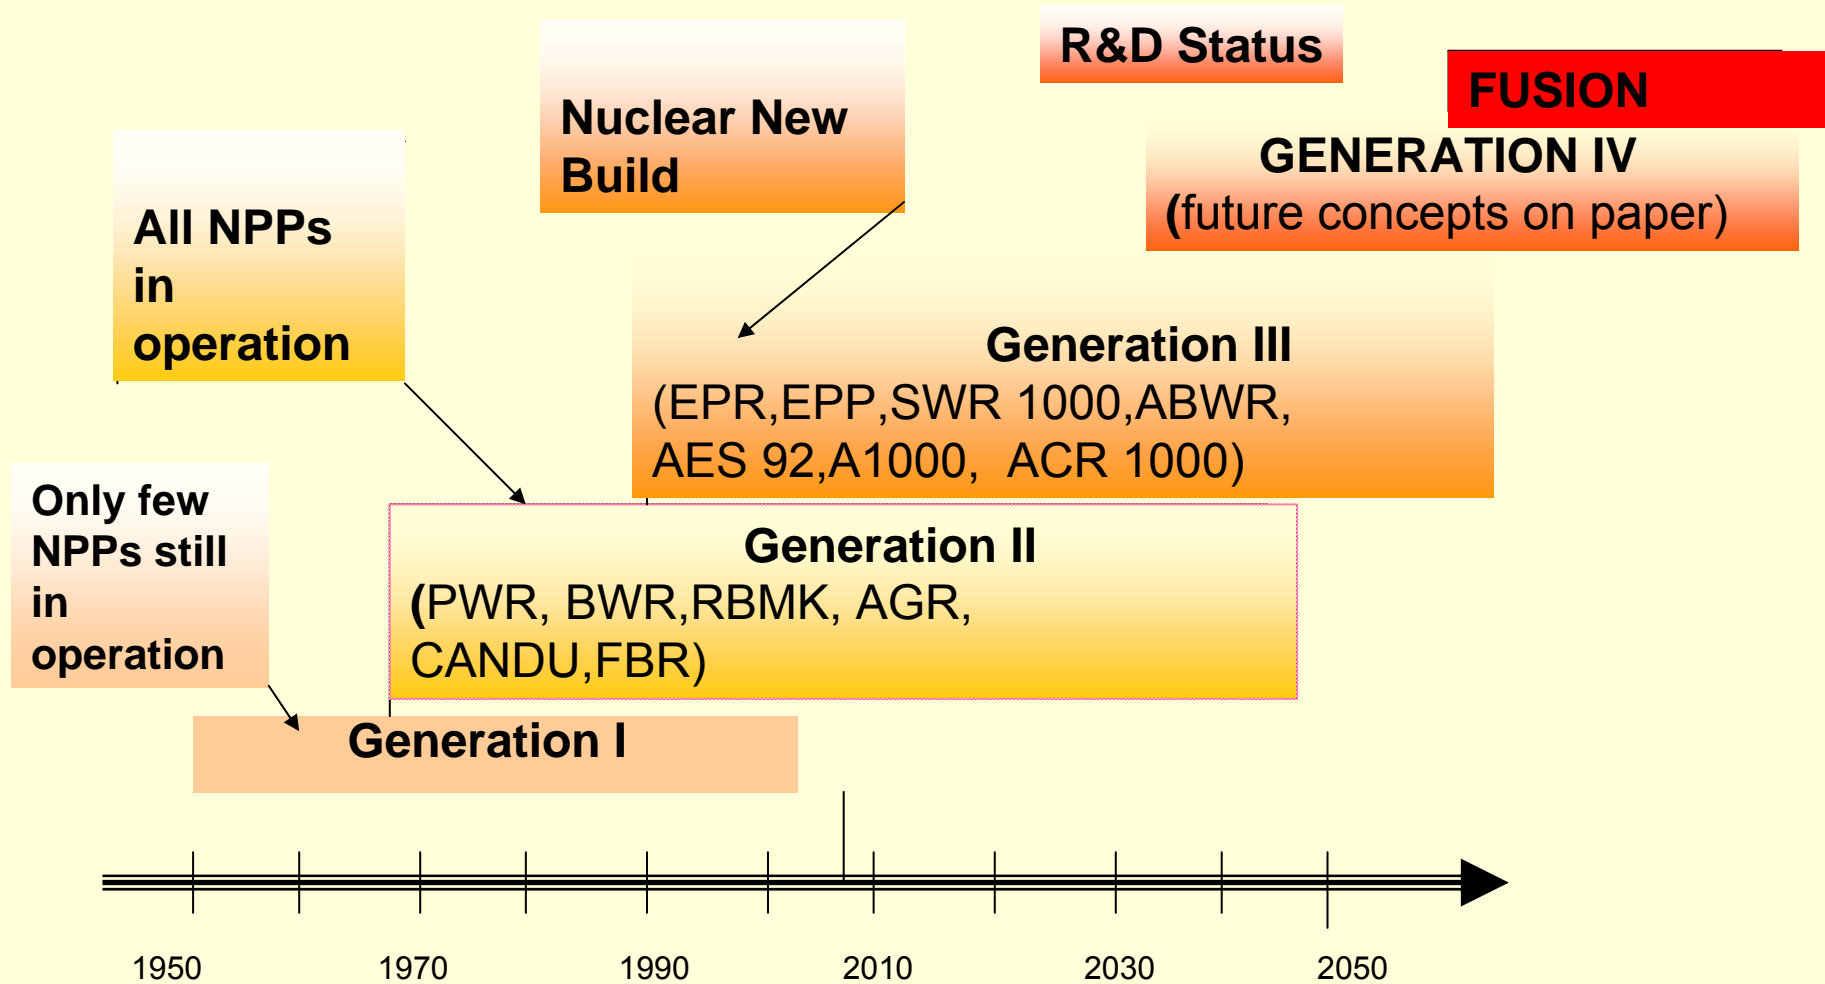 R&D Status
FUSION
GENERATION IV
(future concepts on paper)
Nuclear New
Build
All NPPs
in
operation
Generation III
(EPR,EPP,SWR 1000,ABWR,
AES 92,A1000, ACR 1000)
Only few
NPPs still
in
operation
Generation II
(PWR, BWR,RBMK, AGR,
CANDU,FBR)
Generation I
1950 1970 1990 2010 2030 2050